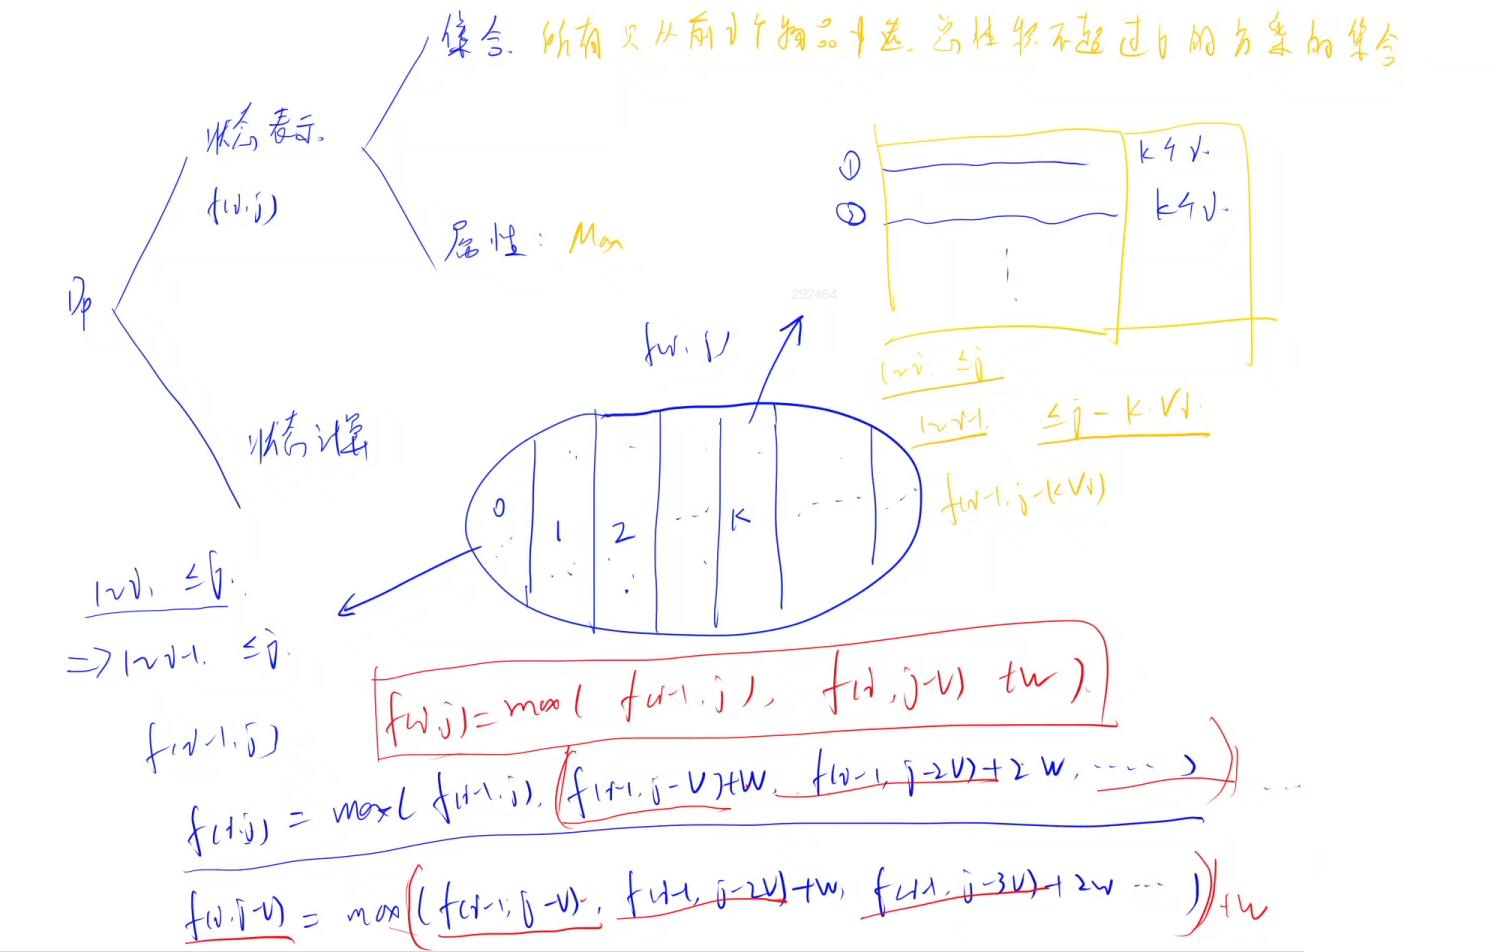 集合. 所有只从前i个物品中选, 总体积不超过j的方案的集合
状态表示.
f(i,j)
属性: Max
DP
状态计算
① k个i.
② k个i.
292464
f(i,j)
1~i. ≤j
1~i-1. ≤j-k.Vi.
f(i-1,j-kVi)
0 1 2 ... k ......
1~i. ≤j.
=> 1~i-1. ≤j.
f(i-1,j)
f(i,j)=max( f(i-1,j), f(i,j-V) +W ).
f(i,j) = max( f(i-1,j), f(i-1,j-V)+W, f(i-1,j-2V)+2W, ..... ) ...
f(i,j-V) = max( f(i-1,j-V), f(i-1,j-2V)+W, f(i-1,j-3V)+2W ... ) +W